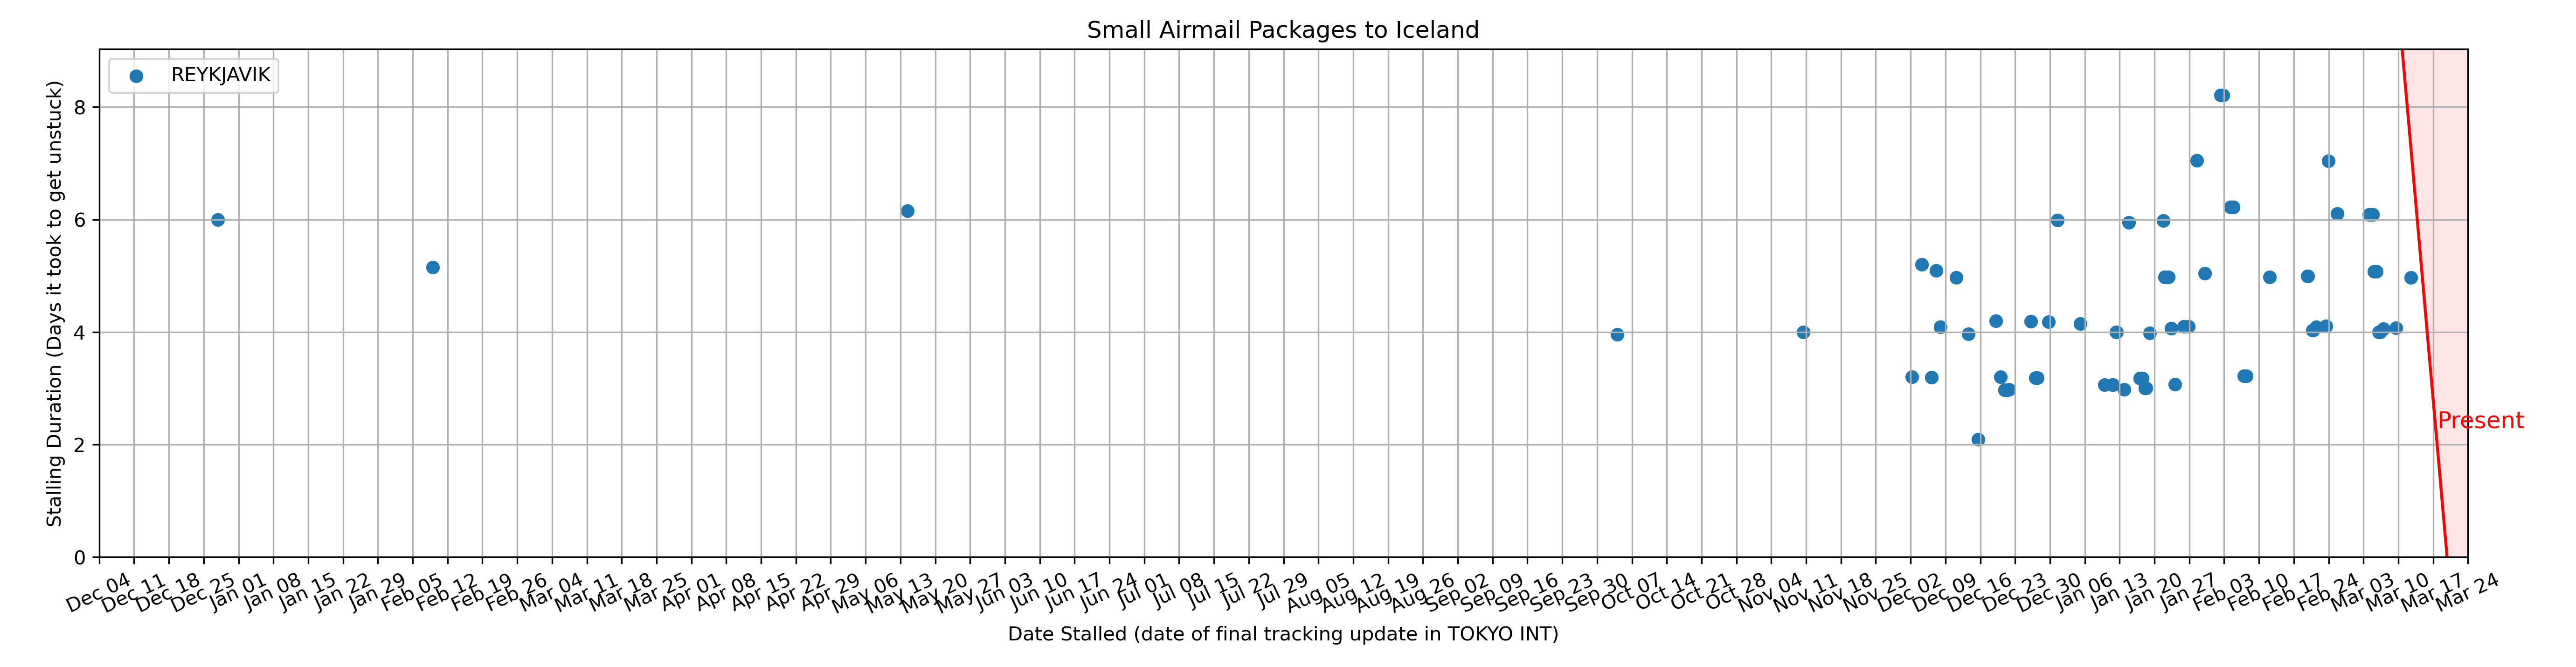 Small Airmail Packages to Iceland
REYKJAVIK
Stalling Duration (Days it took to get unstuck)
8
6
4
2
0
Present
Dec 04
Dec 11
Dec 18
Dec 25
Jan 01
Jan 08
Jan 15
Jan 22
Jan 29
Feb 05
Feb 12
Feb 19
Feb 26
Mar 04
Mar 11
Mar 18
Mar 25
Apr 01
Apr 08
Apr 15
Apr 22
Apr 29
May 06
May 13
May 20
May 27
Jun 03
Jun 10
Jun 17
Jun 24
Jul 01
Jul 08
Jul 15
Jul 22
Jul 29
Aug 05
Aug 12
Aug 19
Aug 26
Sep 02
Sep 09
Sep 16
Sep 23
Sep 30
Oct 07
Oct 14
Oct 21
Oct 28
Nov 04
Nov 11
Nov 18
Nov 25
Dec 02
Dec 09
Dec 16
Dec 23
Dec 30
Jan 06
Jan 13
Jan 20
Jan 27
Feb 03
Feb 10
Feb 17
Feb 24
Mar 03
Mar 10
Mar 17
Mar 24
Date Stalled (date of final tracking update in TOKYO INT)